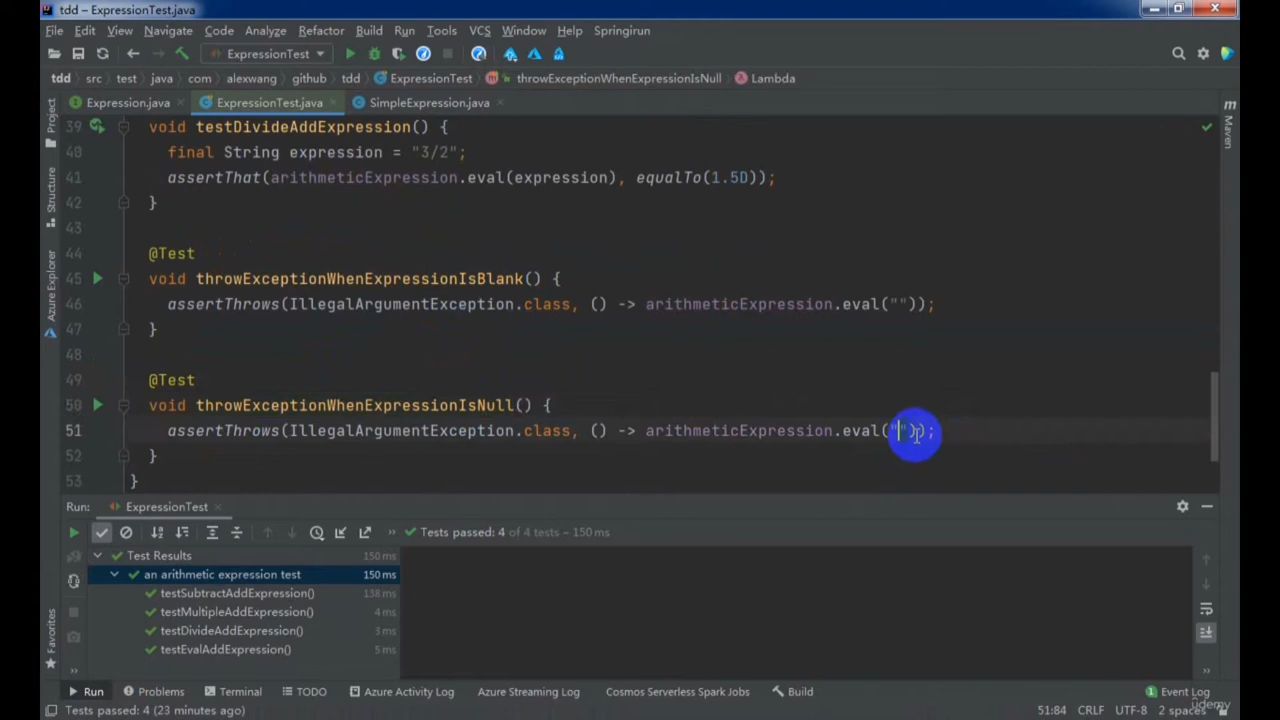 tdd – ExpressionTest.java
File Edit View Navigate Code Analyze Refactor Build Run Tools VCS Window Help Springirun
ExpressionTest
tdd src test java com alexwang github tdd ExpressionTest throwExceptionWhenExpressionIsNull Lambda
Expression.java ExpressionTest.java SimpleExpression.java
Project
Structure
Azure Explorer
Favorites
Maven
39 void testDivideAddExpression() {
40 final String expression = "3/2";
41 assertThat(arithmeticExpression.eval(expression), equalTo(1.5D));
42 }
43
44 @Test
45 void throwExceptionWhenExpressionIsBlank() {
46 assertThrows(IllegalArgumentException.class, () -> arithmeticExpression.eval(""));
47 }
48
49 @Test
50 void throwExceptionWhenExpressionIsNull() {
51 assertThrows(IllegalArgumentException.class, () -> arithmeticExpression.eval(""));
52 }
53 }
Run: ExpressionTest
Tests passed: 4 of 4 tests – 150 ms
Test Results 150 ms
an arithmetic expression test 150 ms
testSubtractAddExpression() 138 ms
testMultipleAddExpression() 4 ms
testDivideAddExpression() 3 ms
testEvalAddExpression() 5 ms
Run Problems Terminal TODO Azure Activity Log Azure Streaming Log Cosmos Serverless Spark Jobs Build 1 Event Log
Tests passed: 4 (23 minutes ago) 51:84 CRLF UTF-8 2 spaces
udemy